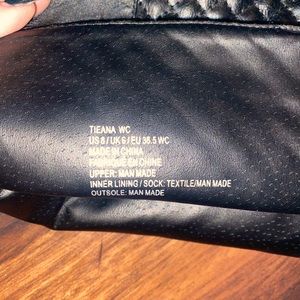 TIEANA WC
US 8 / UK 6 / EU 38.5 WC
MADE IN CHINA
FABRIQUE EN CHINE
UPPER: MAN MADE
INNER LINING / SOCK: TEXTILE/MAN MADE
OUTSOLE: MAN MADE